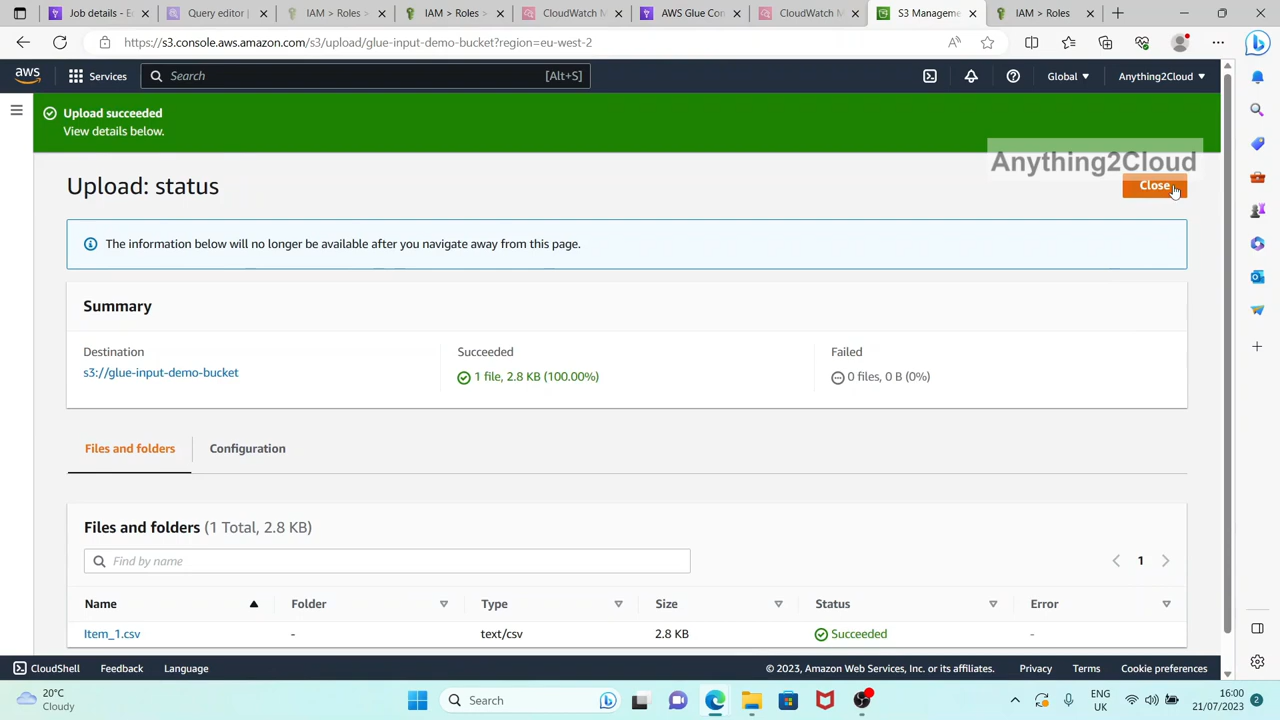 Job details - E
Query editor |
IAM > Roles >
IAM > Roles >
CloudWatch M
AWS Glue Con
CloudWatch M
S3 Manageme
IAM > Roles
https://s3.console.aws.amazon.com/s3/upload/glue-input-demo-bucket?region=eu-west-2
aws
Services
Search
[Alt+S]
Global
Anything2Cloud
Upload succeeded
View details below.
Anything2Cloud
Upload: status
Close
The information below will no longer be available after you navigate away from this page.
Summary
Destination
s3://glue-input-demo-bucket
Succeeded
1 file, 2.8 KB (100.00%)
Failed
0 files, 0 B (0%)
Files and folders
Configuration
Files and folders (1 Total, 2.8 KB)
Find by name
1
Name
Folder
Type
Size
Status
Error
Item_1.csv
-
text/csv
2.8 KB
Succeeded
-
CloudShell
Feedback
Language
© 2023, Amazon Web Services, Inc. or its affiliates.
Privacy
Terms
Cookie preferences
20°C
Cloudy
Search
ENG
UK
16:00
21/07/2023
2